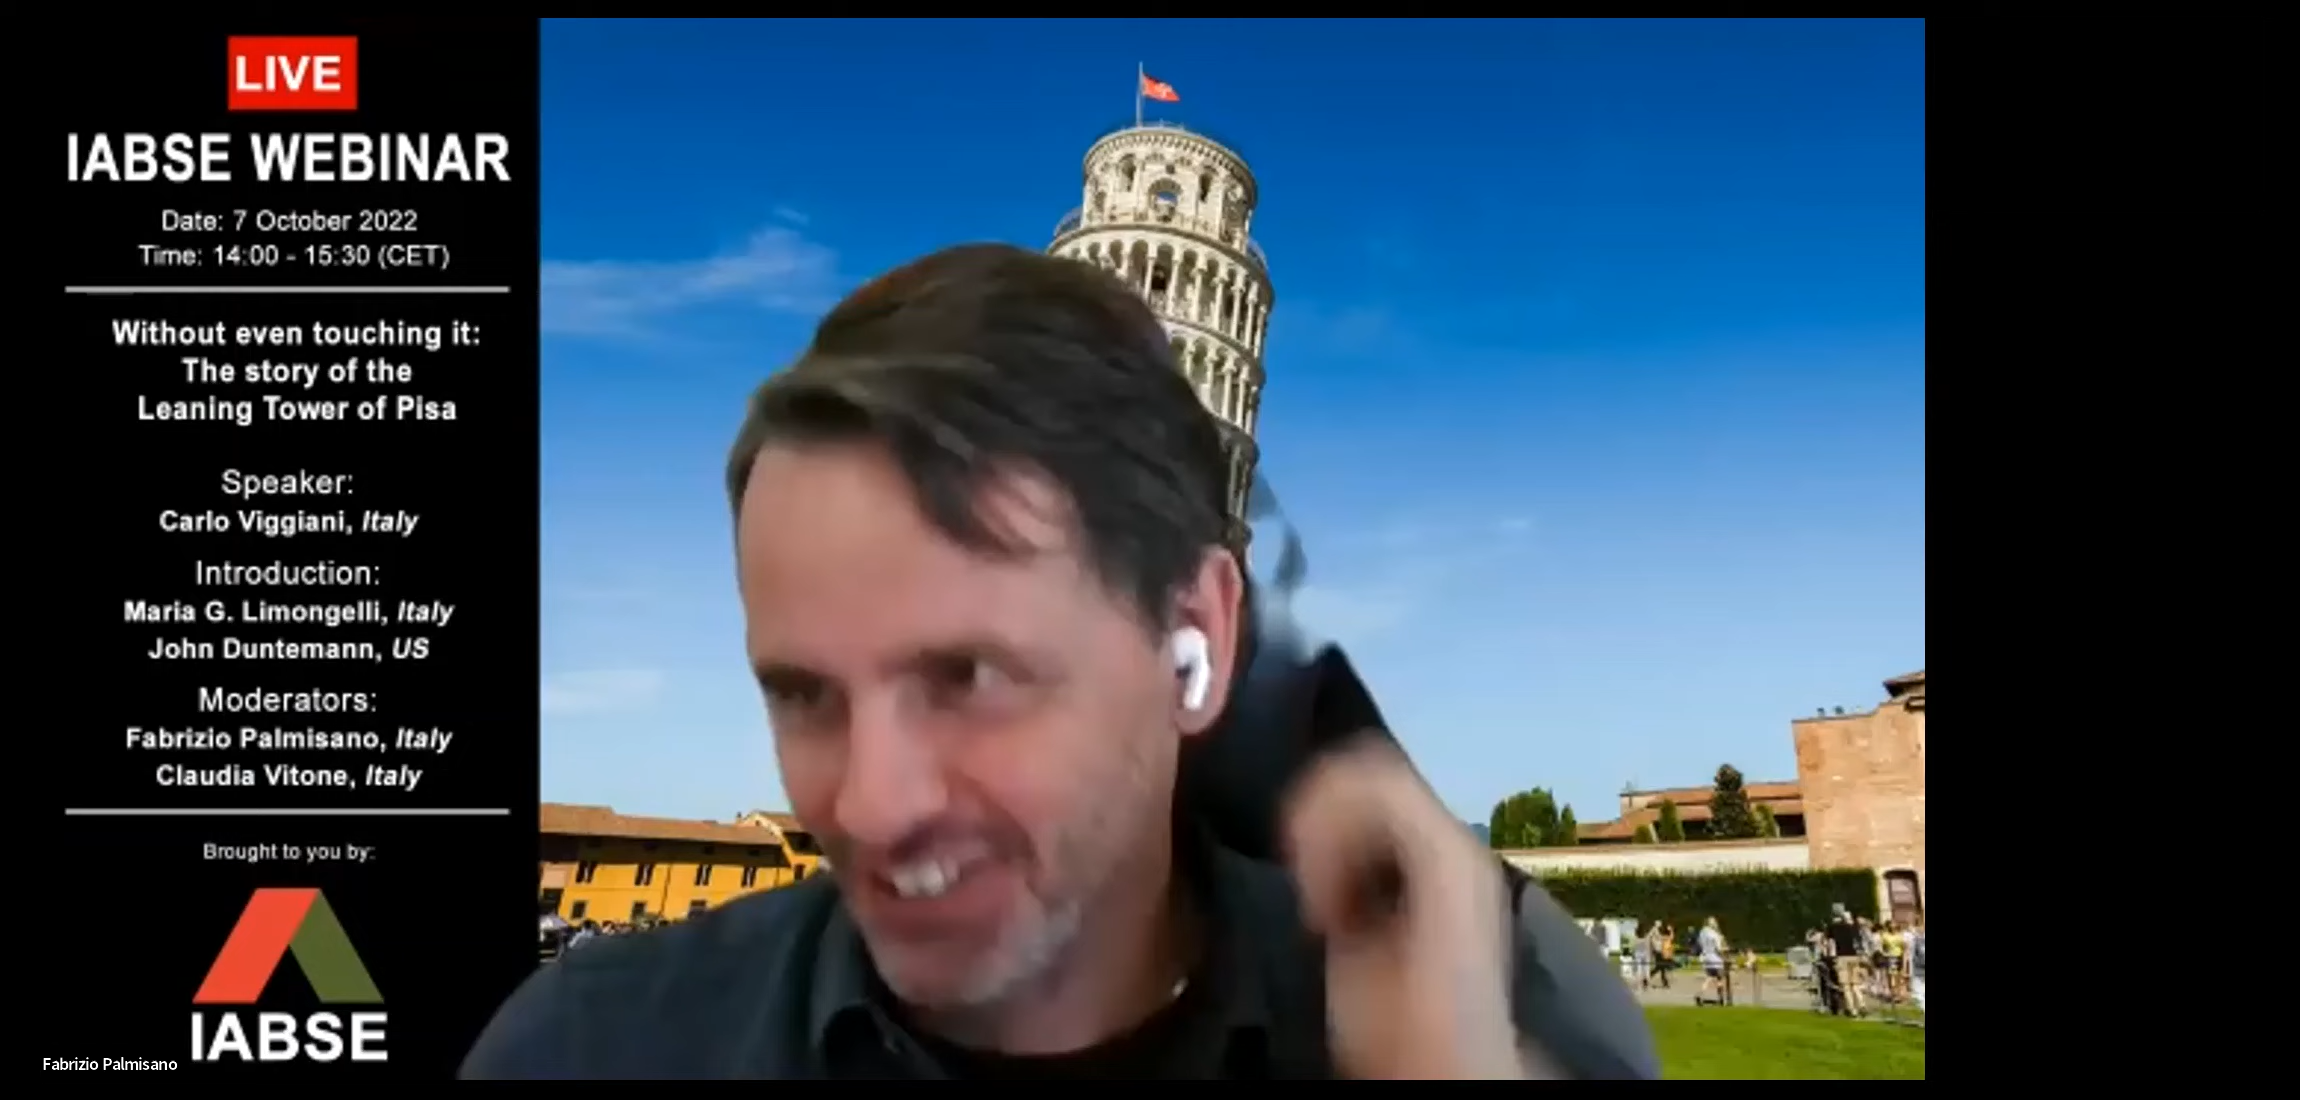 LIVE
IABSE WEBINAR
Date: 7 October 2022
Time: 14:00 - 15:30 (CET)
Without even touching it:
The story of the
Leaning Tower of Pisa
Speaker:
Carlo Viggiani, Italy
Introduction:
Maria G. Limongelli, Italy
John Duntemann, US
Moderators:
Fabrizio Palmisano, Italy
Claudia Vitone, Italy
Brought to you by:
IABSE
Fabrizio Palmisano